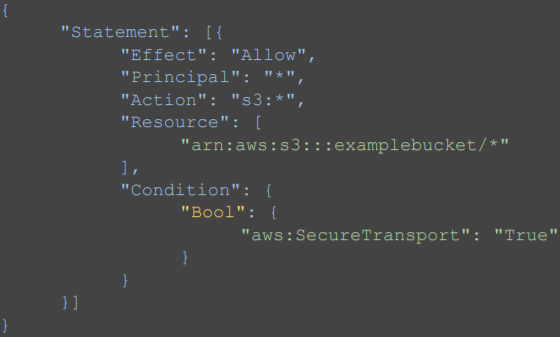 {
"Statement": [{
"Effect": "Allow",
"Principal": "*",
"Action": "s3:*",
"Resource": [
"arn:aws:s3:::examplebucket/*"
],
"Condition": {
"Bool": {
"aws:SecureTransport": "True"
}
}
}]
}